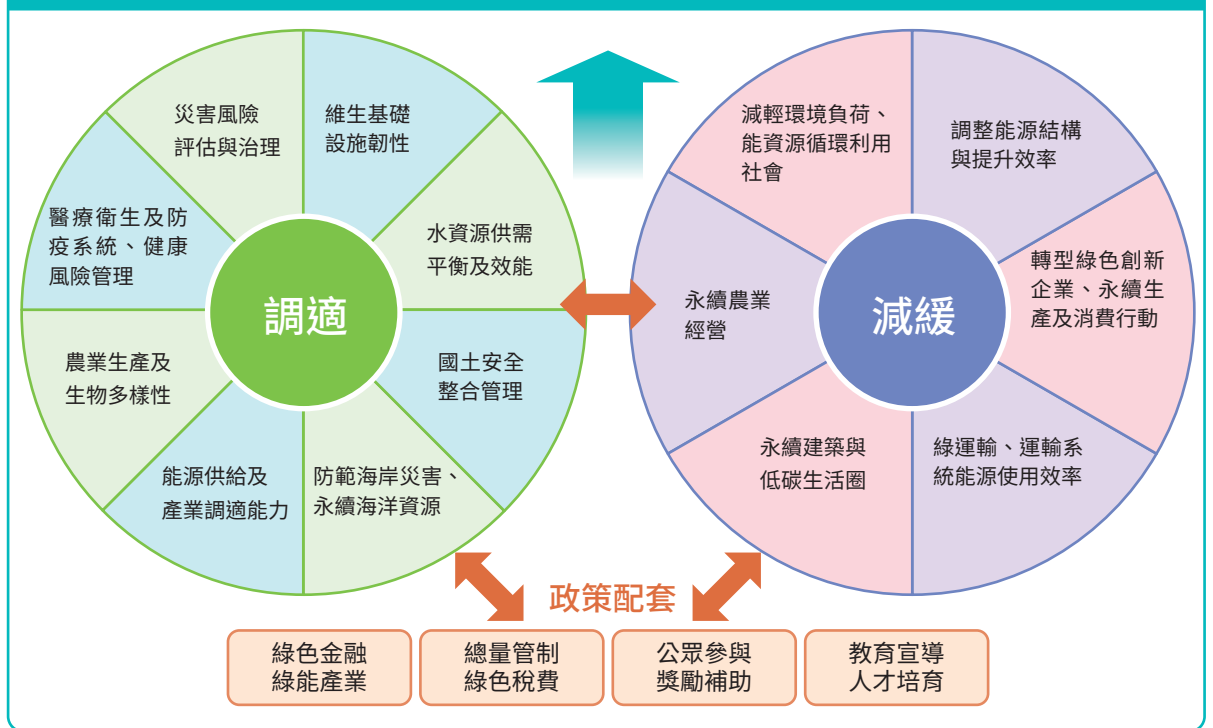 災害風險
評估與治理
維生基礎
設施韌性
水資源供需
平衡及效能
國土安全
整合管理
防範海岸災害、
永續海洋資源
能源供給及
產業調適能力
農業生產及
生物多樣性
醫療衛生及防
疫系統、健康
風險管理
調適
減輕環境負荷、
能資源循環利用
社會
調整能源結構
與提升效率
轉型綠色創新
企業、永續生
產及消費行動
綠運輸、運輸系
統能源使用效率
永續建築與
低碳生活圈
永續農業
經營
減緩
政策配套
綠色金融
綠能產業
總量管制
綠色稅費
公眾參與
獎勵補助
教育宣導
人才培育